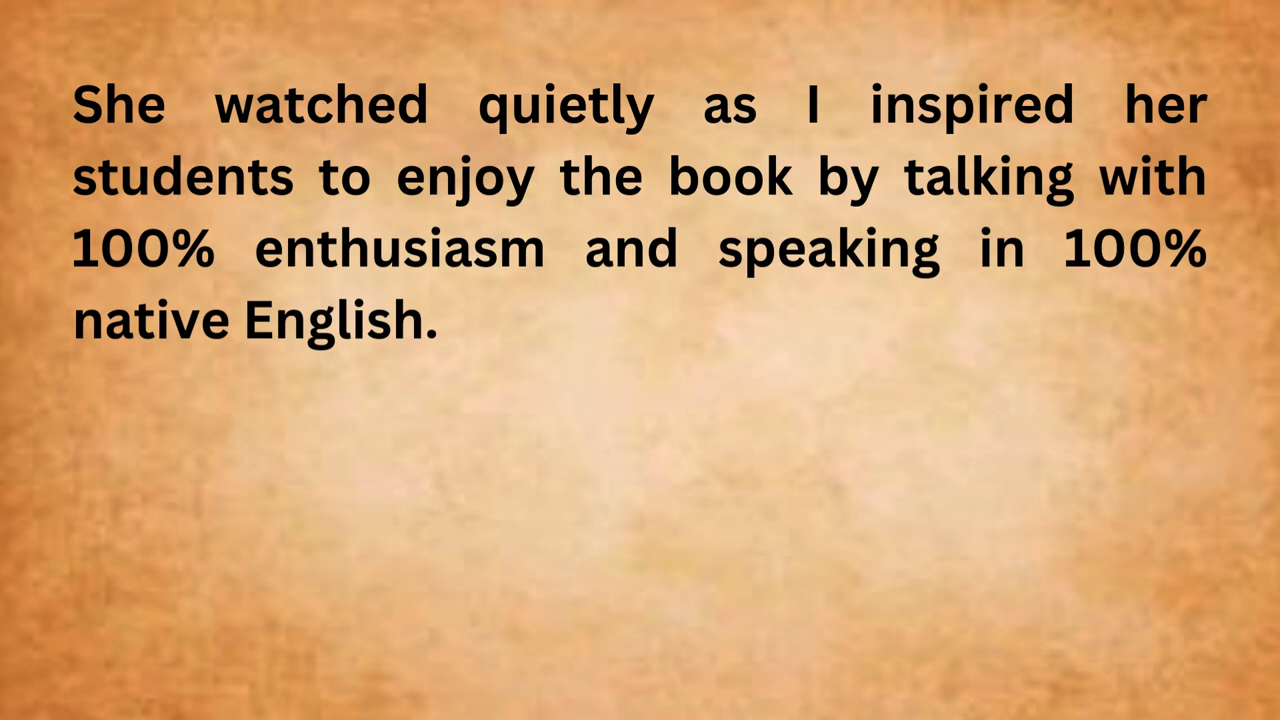 She watched quietly as I inspired her
students to enjoy the book by talking with
100% enthusiasm and speaking in 100%
native English.